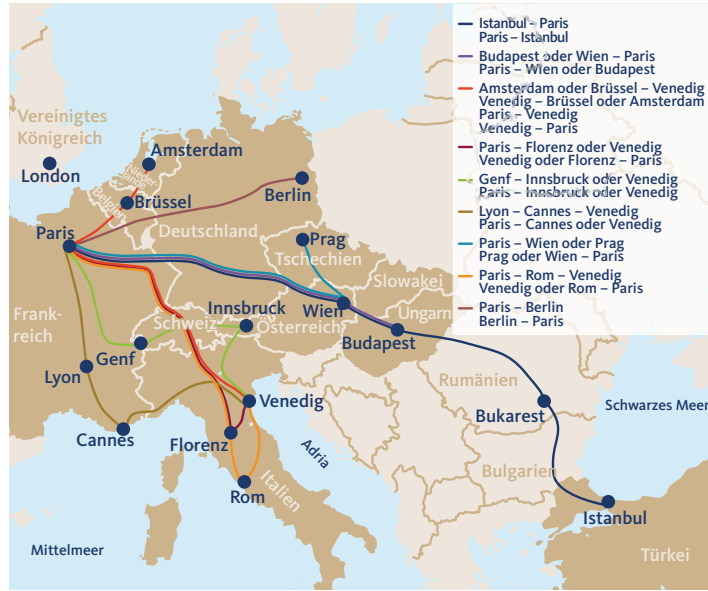 Istanbul – Paris
Paris – Istanbul
Budapest oder Wien – Paris
Paris – Wien oder Budapest
Amsterdam oder Brüssel – Venedig
Venedig – Brüssel oder Amsterdam
Paris – Venedig
Venedig – Paris
Paris – Florenz oder Venedig
Venedig oder Florenz – Paris
Genf – Innsbruck oder Venedig
Paris – Innsbruck oder Venedig
Lyon – Cannes – Venedig
Paris – Cannes oder Venedig
Paris – Wien oder Prag
Prag oder Wien – Paris
Paris – Rom – Venedig
Venedig oder Rom – Paris
Paris – Berlin
Berlin – Paris
Vereinigtes
Königreich
Amsterdam
London
Nieder-
lande
Berlin
Belgien
Brüssel
Paris
Deutschland
Prag
Tschechien
Slowakei
Frank-
reich
Innsbruck
Wien
Schweiz
Österreich
Ungarn
Budapest
Genf
Lyon
Rumänien
Venedig
Schwarzes Meer
Bukarest
Cannes
Florenz
Adria
Bulgarien
Italien
Rom
Istanbul
Mittelmeer
Türkei